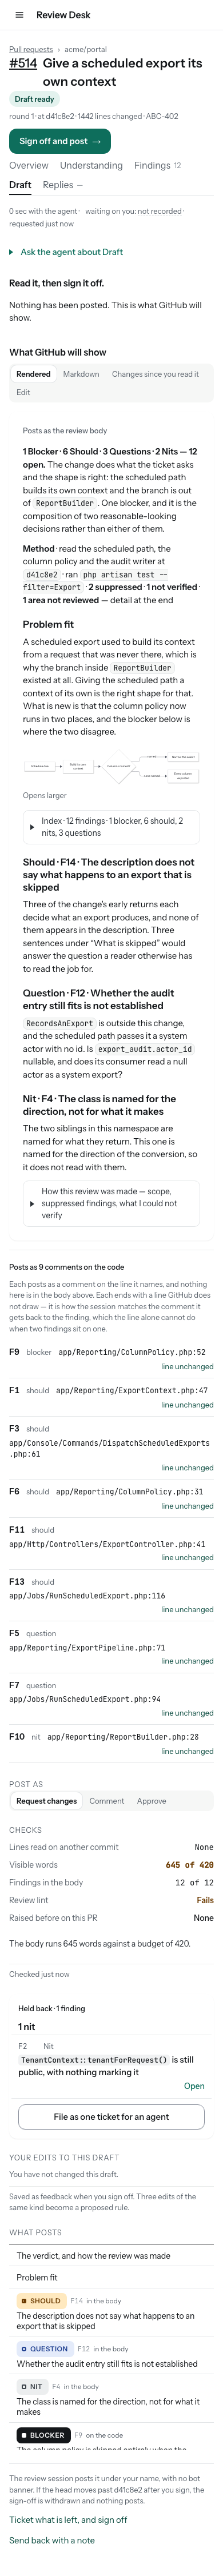 Review Desk
Pull requests › acme/portal
#514 Give a scheduled export its
own context
Draft ready
round 1 · at d41c8e2 · 1442 lines changed · ABC-402
Sign off and post →
Overview Understanding Findings 12
Draft Replies —
0 sec with the agent · waiting on you: not recorded ·
requested just now
Ask the agent about Draft
Read it, then sign it off.
Nothing has been posted. This is what GitHub will
show.
What GitHub will show
Rendered Markdown Changes since you read it
Edit
Posts as the review body
1 Blocker · 6 Should · 3 Questions · 2 Nits — 12
open. The change does what the ticket asks
and the shape is right: the scheduled path
builds its own context and the branch is out
of ReportBuilder. One blocker, and it is the
composition of two reasonable-looking
decisions rather than either of them.
Method · read the scheduled path, the
column policy and the audit writer at
d41c8e2 · ran php artisan test --
filter=Export · 2 suppressed · 1 not verified ·
1 area not reviewed — detail at the end
Problem fit
A scheduled export used to build its context
from a request that was never there, which is
why the branch inside ReportBuilder
existed at all. Giving the scheduled path a
context of its own is the right shape for that.
What is new is that the column policy now
runs in two places, and the blocker below is
where the two disagree.
Opens larger
Index · 12 findings · 1 blocker, 6 should, 2
nits, 3 questions
Should · F14 · The description does not
say what happens to an export that is
skipped
Three of the change's early returns each
decide what an export produces, and none of
them appears in the description. Three
sentences under “What is skipped” would
answer the question a reader otherwise has
to read the job for.
Question · F12 · Whether the audit
entry still fits is not established
RecordsAnExport is outside this change,
and the scheduled path passes it a system
actor with no id. Is export_audit.actor_id
nullable, and does its consumer read a null
actor as a system export?
Nit · F4 · The class is named for the
direction, not for what it makes
The two siblings in this namespace are
named for what they return. This one is
named for the direction of the conversion, so
it does not read with them.
How this review was made — scope,
suppressed findings, what I could not
verify
Posts as 9 comments on the code
Each posts as a comment on the line it names, and nothing
here is in the body above. Each ends with a line GitHub does
not draw — it is how the session matches the comment it
gets back to the finding, which the line alone cannot do
when two findings sit on one.
F9 blocker app/Reporting/ColumnPolicy.php:52
line unchanged
F1 should app/Reporting/ExportContext.php:47
line unchanged
F3 should
app/Console/Commands/DispatchScheduledExports
.php:61
line unchanged
F6 should app/Reporting/ColumnPolicy.php:31
line unchanged
F11 should
app/Http/Controllers/ExportController.php:41
line unchanged
F13 should
app/Jobs/RunScheduledExport.php:116
line unchanged
F5 question
app/Reporting/ExportPipeline.php:71
line unchanged
F7 question
app/Jobs/RunScheduledExport.php:94
line unchanged
F10 nit app/Reporting/ReportBuilder.php:28
line unchanged
POST AS
Request changes Comment Approve
CHECKS
Lines read on another commit None
Visible words 645 of 420
Findings in the body 12 of 12
Review lint Fails
Raised before on this PR None
The body runs 645 words against a budget of 420.
Checked just now
Held back · 1 finding
1 nit
F2 Nit
TenantContext::tenantForRequest() is still
public, with nothing marking it
Open
File as one ticket for an agent
YOUR EDITS TO THIS DRAFT
You have not changed this draft.
Saved as feedback when you sign off. Three edits of the
same kind become a proposed rule.
WHAT POSTS
The verdict, and how the review was made
Problem fit
SHOULD F14 in the body
The description does not say what happens to an
export that is skipped
QUESTION F12 in the body
Whether the audit entry still fits is not established
NIT F4 in the body
The class is named for the direction, not for what it
makes
BLOCKER F9 on the code
The review session posts it under your name, with no bot
account. If the head moves past d41c8e2 after you sign, the
sign-off is withdrawn and nothing posts.
Ticket what is left, and sign off
Send back with a note